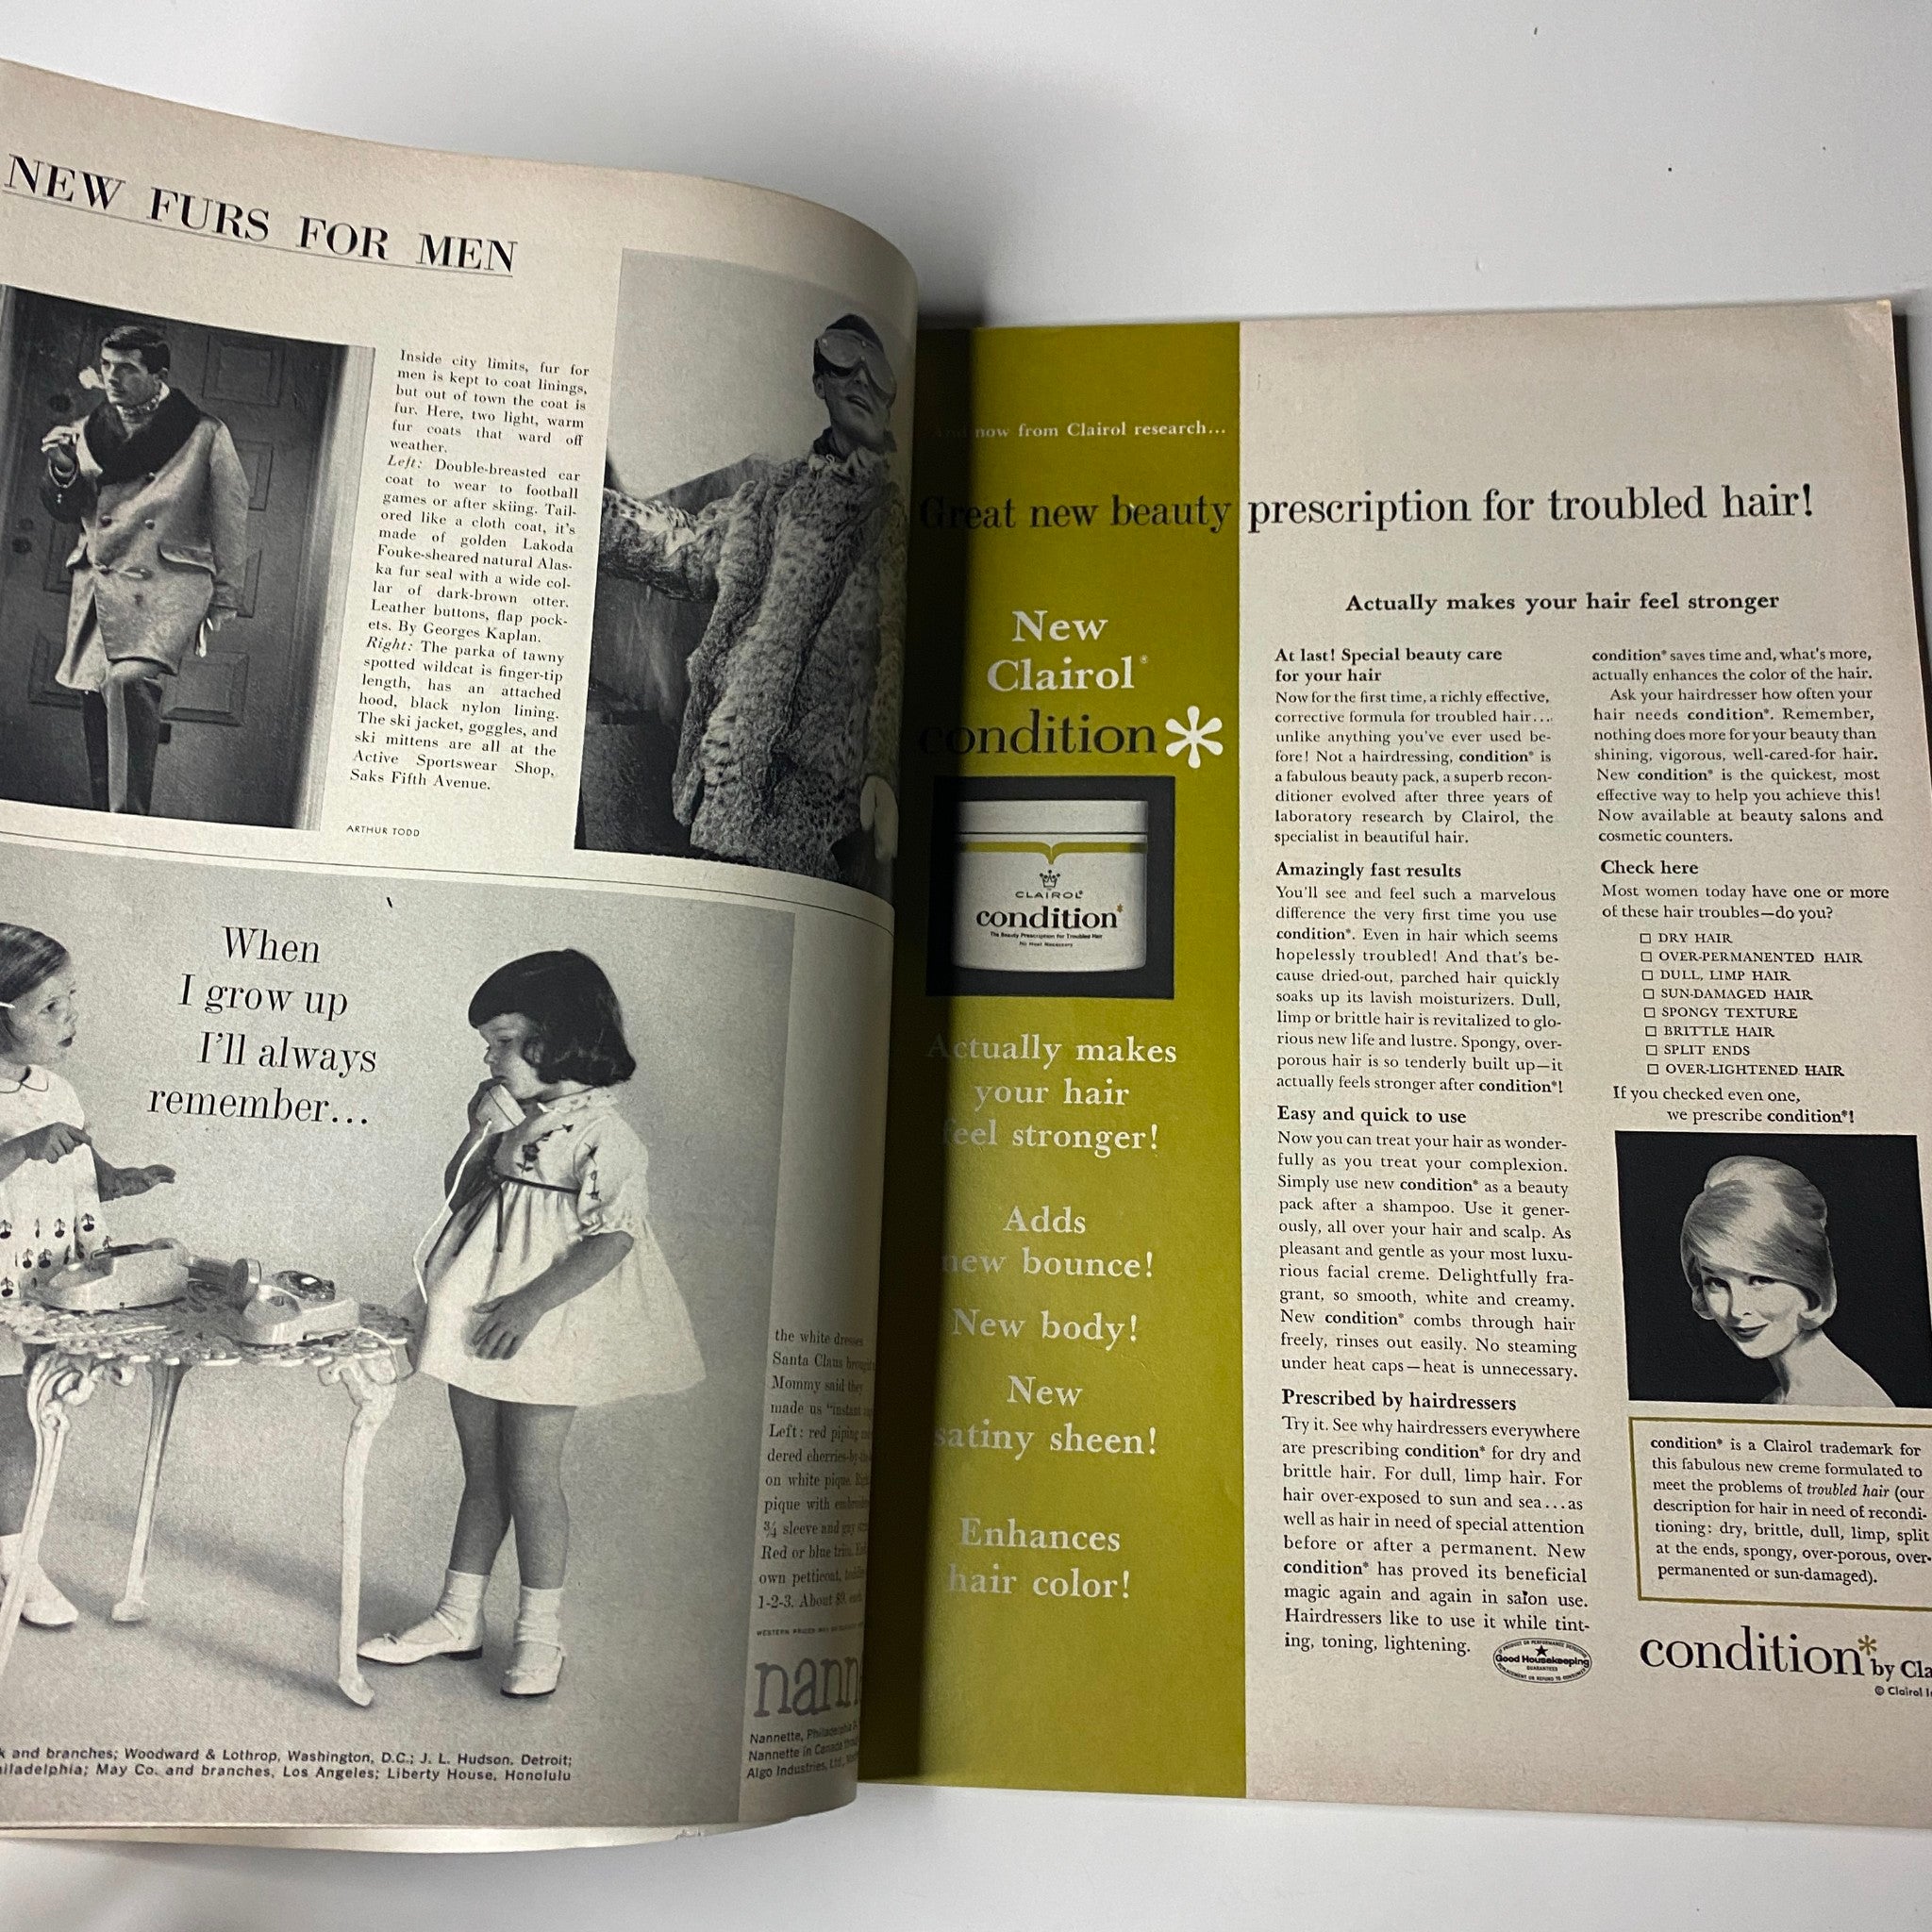 NEW FURS FOR MEN
Inside city limits, fur for
men is kept to coat linings,
but out of town the coat is
fur. Here, two light, warm
fur coats that ward off
weather.
Left: Double-breasted car
coat to wear to football
games or after skiing. Tail-
ored like a cloth coat, it's
made of golden Lakoda
Fouke-sheared natural Alas-
ka fur seal with a wide col-
lar of dark-brown otter.
Leather buttons, flap pock-
ets. By Georges Kaplan.
Right: The parka of tawny
spotted wildcat is finger-tip
length, has an attached
hood, black nylon lining.
The ski jacket, goggles, and
ski mittens are all at the
Active Sportswear Shop,
Saks Fifth Avenue.
ARTHUR TODD
When
I grow up
I'll always
remember...
the white dresses
Santa Claus brought
Mommy said they
made us "instant
Left: red piping
dered cherries-by-the
on white pique.
pique with
¾ sleeve and gay
Red or blue trim.
own petticoat,
1-2-3. About $9.
nann
Nannette, Philadelphia
Nannette in Canada
Algo Industries, Ltd.,
and branches; Woodward & Lothrop, Washington, D.C.; J. L. Hudson, Detroit;
iladelphia; May Co. and branches, Los Angeles; Liberty House, Honolulu
And now from Clairol research...
Great new beauty prescription for troubled hair!
New
Clairol®
condition*
CLAIROL®
condition*
The Beauty Prescription for Troubled Hair
No Heat Necessary
Actually makes
your hair
feel stronger!
Adds
new bounce!
New body!
New
satiny sheen!
Enhances
hair color!
Actually makes your hair feel stronger
At last! Special beauty care
for your hair
Now for the first time, a richly effective,
corrective formula for troubled hair...
unlike anything you've ever used be-
fore! Not a hairdressing, condition* is
a fabulous beauty pack, a superb recon-
ditioner evolved after three years of
laboratory research by Clairol, the
specialist in beautiful hair.
Amazingly fast results
You'll see and feel such a marvelous
difference the very first time you use
condition*. Even in hair which seems
hopelessly troubled! And that's be-
cause dried-out, parched hair quickly
soaks up its lavish moisturizers. Dull,
limp or brittle hair is revitalized to glo-
rious new life and lustre. Spongy, over-
porous hair is so tenderly built up—it
actually feels stronger after condition*!
Easy and quick to use
Now you can treat your hair as wonder-
fully as you treat your complexion.
Simply use new condition* as a beauty
pack after a shampoo. Use it gener-
ously, all over your hair and scalp. As
pleasant and gentle as your most luxu-
rious facial creme. Delightfully fra-
grant, so smooth, white and creamy.
New condition* combs through hair
freely, rinses out easily. No steaming
under heat caps—heat is unnecessary.
Prescribed by hairdressers
Try it. See why hairdressers everywhere
are prescribing condition* for dry and
brittle hair. For dull, limp hair. For
hair over-exposed to sun and sea...as
well as hair in need of special attention
before or after a permanent. New
condition* has proved its beneficial
magic again and again in salon use.
Hairdressers like to use it while tint-
ing, toning, lightening.
Good Housekeeping
GUARANTEES
condition* saves time and, what's more,
actually enhances the color of the hair.
Ask your hairdresser how often your
hair needs condition*. Remember,
nothing does more for your beauty than
shining, vigorous, well-cared-for hair.
New condition* is the quickest, most
effective way to help you achieve this!
Now available at beauty salons and
cosmetic counters.
Check here
Most women today have one or more
of these hair troubles—do you?
□ DRY HAIR
□ OVER-PERMANENTED HAIR
□ DULL, LIMP HAIR
□ SUN-DAMAGED HAIR
□ SPONGY TEXTURE
□ BRITTLE HAIR
□ SPLIT ENDS
□ OVER-LIGHTENED HAIR
If you checked even one,
we prescribe condition*!
condition* is a Clairol trademark for
this fabulous new creme formulated to
meet the problems of troubled hair (our
description for hair in need of recondi-
tioning: dry, brittle, dull, limp, split
at the ends, spongy, over-porous, over-
permanented or sun-damaged).
condition* by Cla
© Clairol I